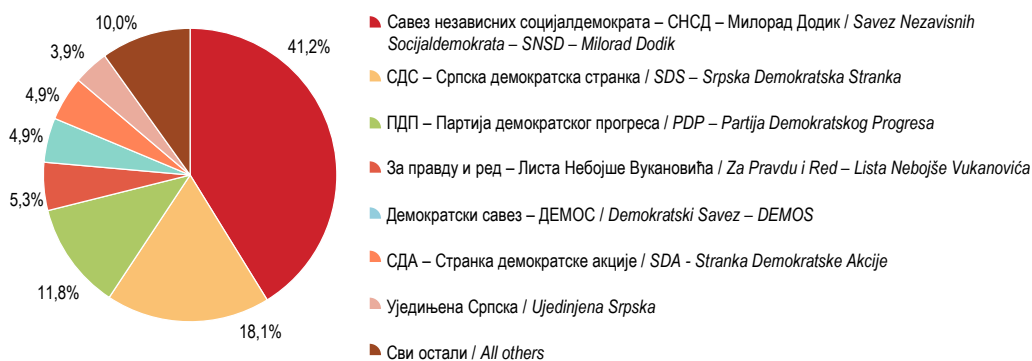 10,0%
3,9%
4,9%
4,9%
5,3%
11,8%
18,1%
41,2%
Савез независних социјалдемократа – СНСД – Милорад Додик / Savez Nezavisnih
Socijaldemokrata – SNSD – Milorad Dodik
СДС – Српска демократска странка / SDS – Srpska Demokratska Stranka
ПДП – Партија демократског прогреса / PDP – Partija Demokratskog Progresa
За правду и ред – Листа Небојше Вукановића / Za Pravdu i Red – Lista Nebojše Vukanovića
Демократски савез – ДЕМОС / Demokratski Savez – DEMOS
СДА – Странка демократске акције / SDA - Stranka Demokratske Akcije
Уједињена Српска / Ujedinjena Srpska
Сви остали / All others